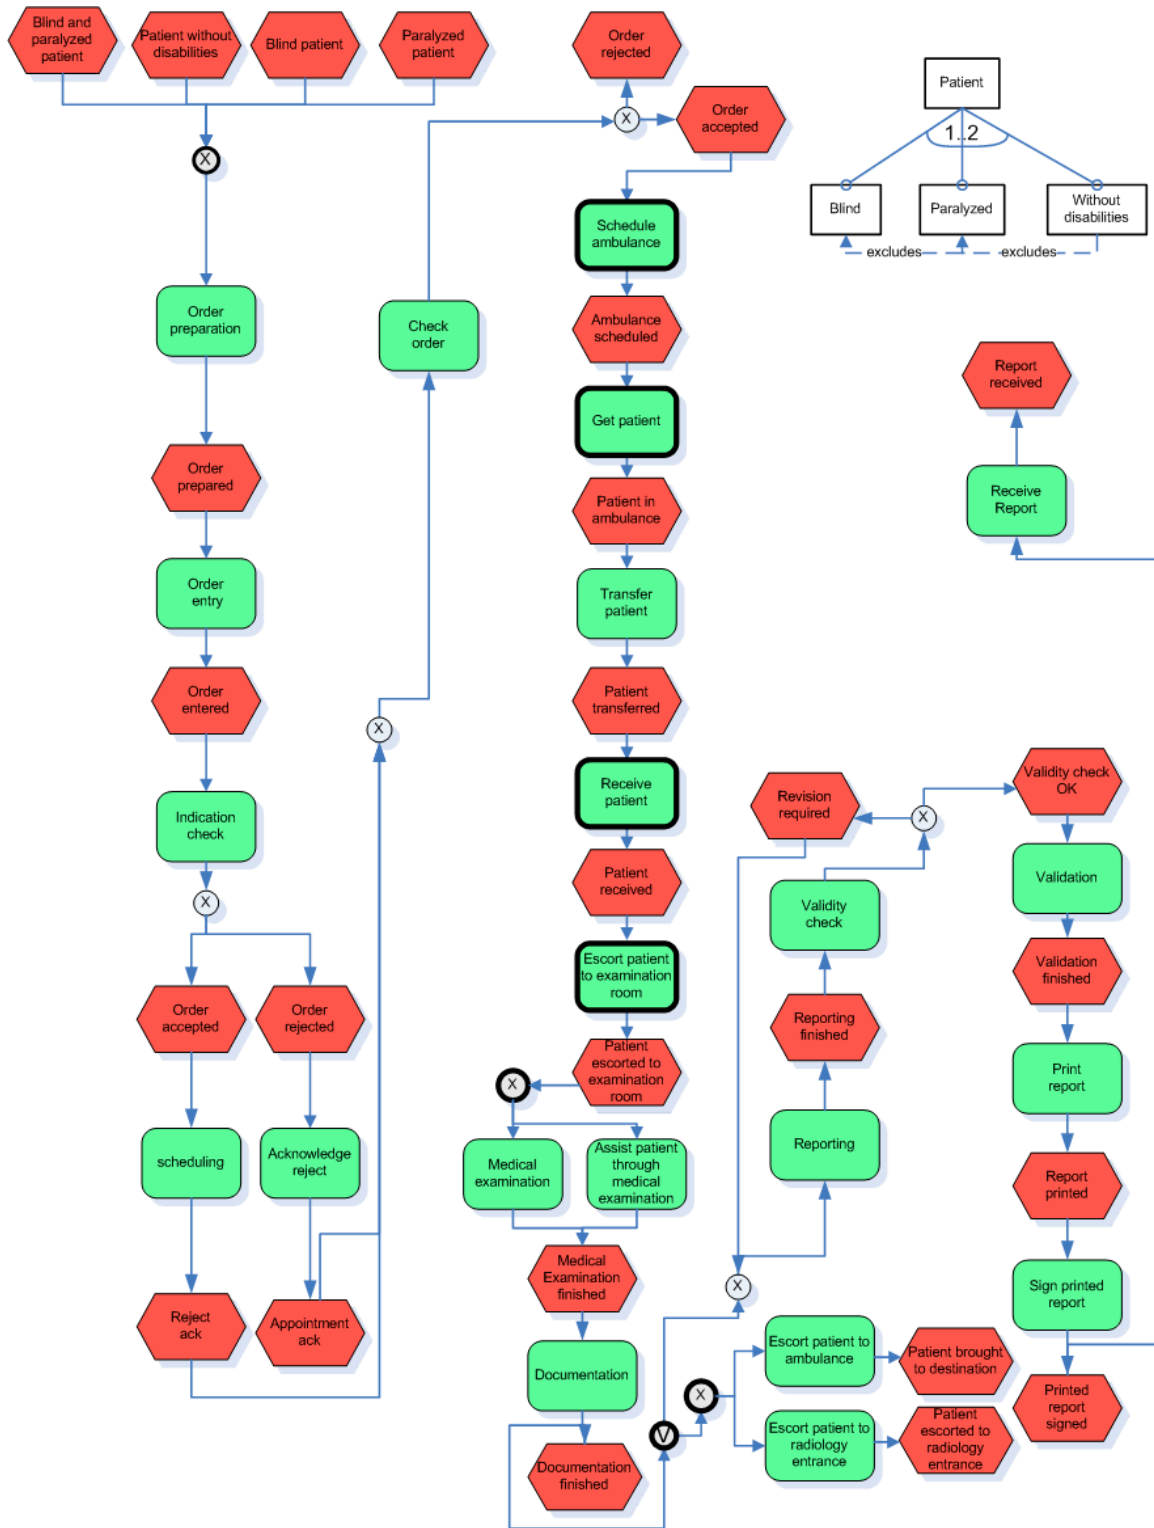 Blind and
paralyzed
patient
Patient without
disabilities
Blind patient
Paralyzed
patient
X
Order
preparation
Order
prepared
Order
entry
Order
entered
Indication
check
X
Order
accepted
Order
rejected
scheduling
Acknowledge
reject
Reject
ack
Appointment
ack
X
Check
order
X
Order
rejected
Order
accepted
Schedule
ambulance
Ambulance
scheduled
Get patient
Patient in
ambulance
Transfer
patient
Patient
transferred
Receive
patient
Patient
received
Escort patient
to examination
room
Patient
escorted to
examination
room
X
Medical
examination
Assist patient
through
medical
examination
Medical
Examination
finished
Documentation
Documentation
finished
V
X
Escort patient to
ambulance
Patient brought
to destination
Escort patient to
radiology
entrance
Patient
escorted to
radiology
entrance
X
Reporting
Reporting
finished
Validity
check
X
Revision
required
Validity check
OK
Validation
Validation
finished
Print
report
Report
printed
Sign printed
report
Printed
report
signed
Receive
Report
Report
received
Patient
1..2
Blind
Paralyzed
Without
disabilities
excludes
excludes